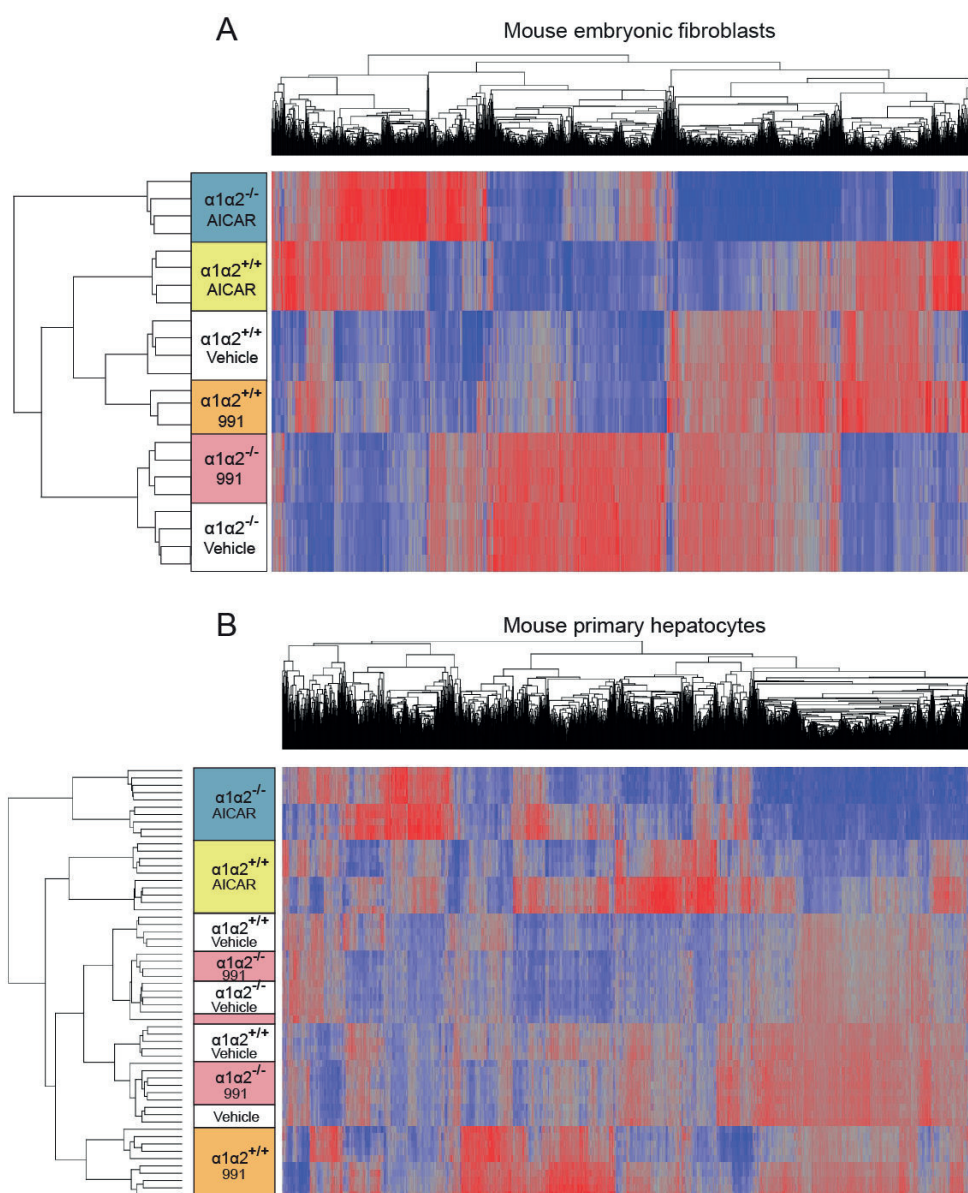 A
Mouse embryonic fibroblasts
α1α2-/-
AICAR
α1α2+/+
AICAR
α1α2+/+
Vehicle
α1α2+/+
991
α1α2-/-
991
α1α2-/-
Vehicle
B
Mouse primary hepatocytes
α1α2-/-
AICAR
α1α2+/+
AICAR
α1α2+/+
Vehicle
α1α2-/-
991
α1α2-/-
Vehicle
α1α2+/+
Vehicle
α1α2-/-
991
Vehicle
α1α2+/+
991